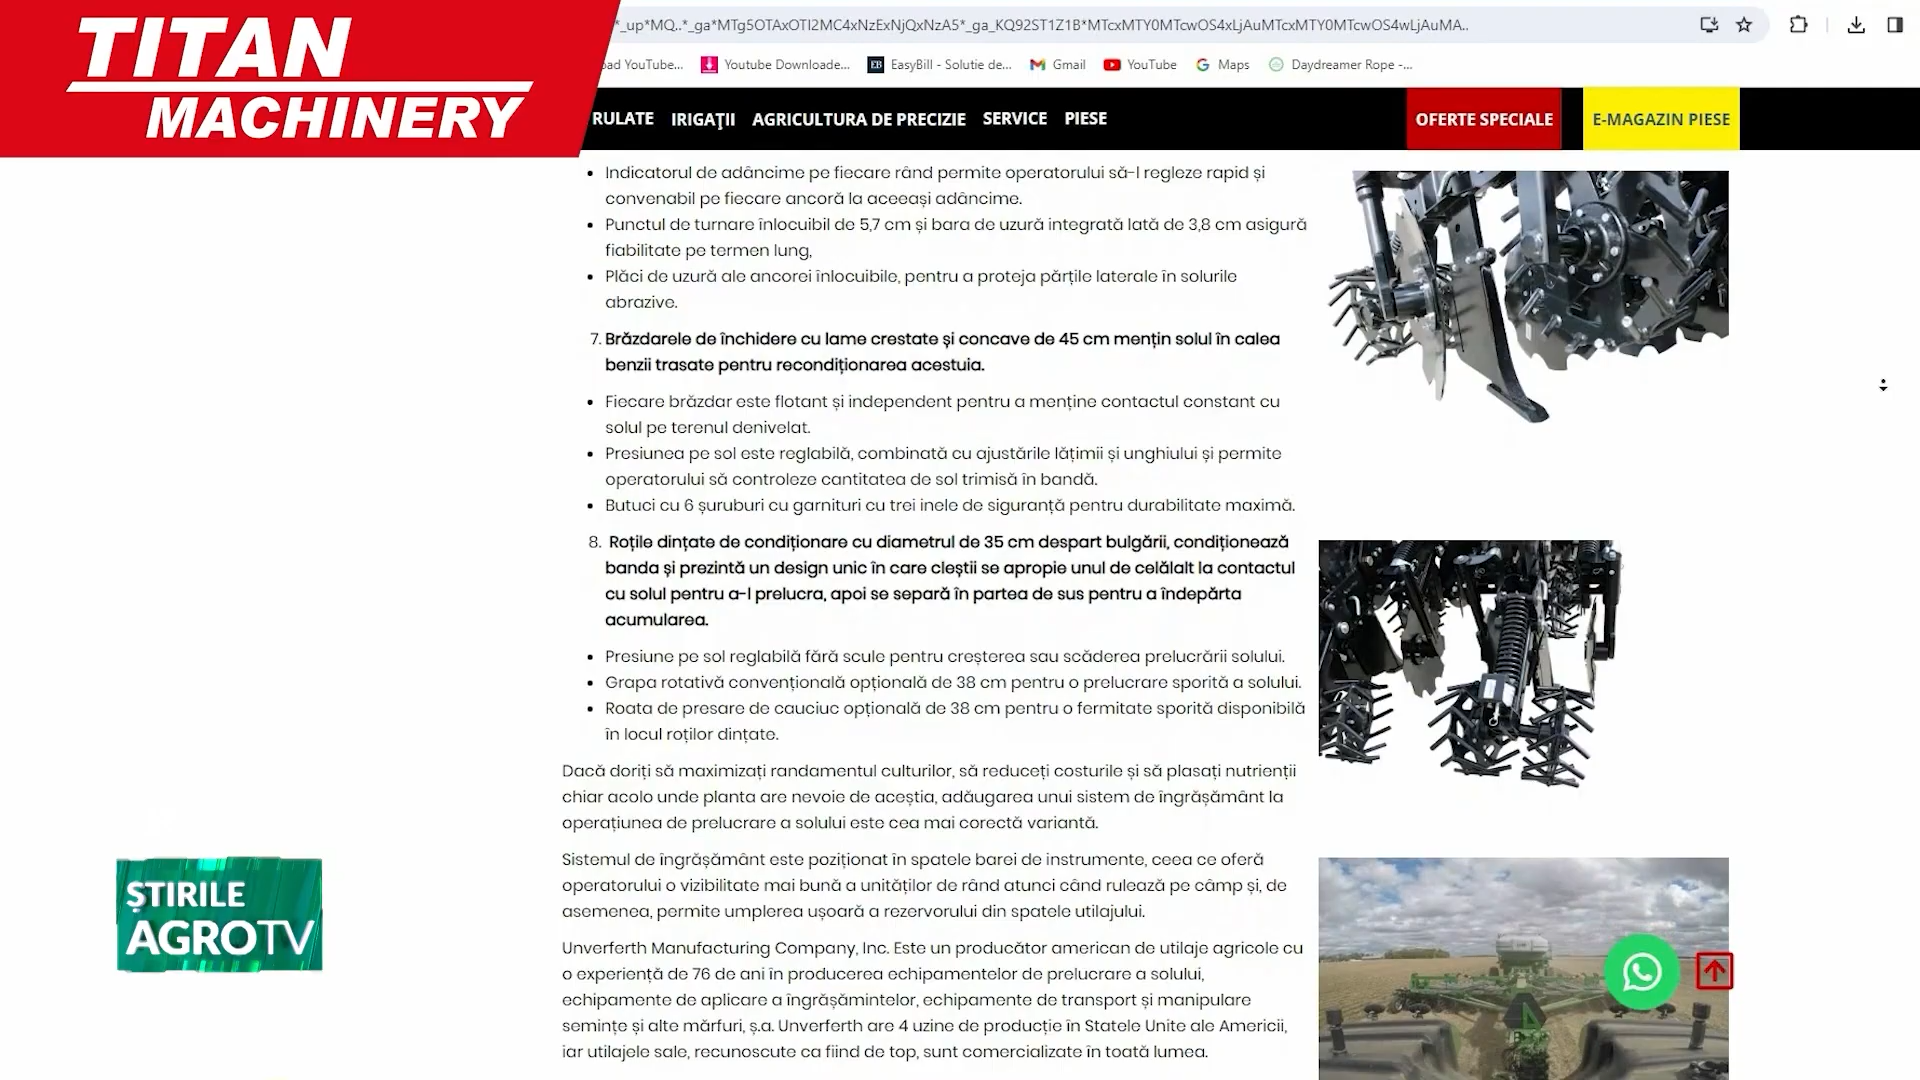 TITAN
MACHINERY
*_up*MQ..*_ga*MTg5OTAxOTI2MC4xNzExNjQxNzA5*_ga_KQ92ST1Z1B*MTcxMTY0MTcwOS4xLjAuMTcxMTY0MTcwOS4wLjAuMA..
oad YouTube...
Youtube Downloade...
EB EasyBill - Solutie de...
Gmail
YouTube
Maps
Daydreamer Rope -...
RULATE IRIGAȚII AGRICULTURA DE PRECIZIE SERVICE PIESE OFERTE SPECIALE E-MAGAZIN PIESE
Indicatorul de adâncime pe fiecare rând permite operatorului să-l regleze rapid și
convenabil pe fiecare ancoră la aceeași adâncime.
Punctul de turnare înlocuibil de 5,7 cm și bara de uzură integrată lată de 3,8 cm asigură
fiabilitate pe termen lung,
Plăci de uzură ale ancorei înlocuibile, pentru a proteja părțile laterale în solurile
abrazive.
7. Brăzdarele de închidere cu lame crestate și concave de 45 cm mențin solul în calea
benzii trasate pentru recondiționarea acestuia.
Fiecare brăzdar este flotant și independent pentru a menține contactul constant cu
solul pe terenul denivelat.
Presiunea pe sol este reglabilă, combinată cu ajustările lățimii și unghiului și permite
operatorului să controleze cantitatea de sol trimisă în bandă.
Butuci cu 6 șuruburi cu garnituri cu trei inele de siguranță pentru durabilitate maximă.
8. Roțile dințate de condiționare cu diametrul de 35 cm despart bulgării, condiționează
banda și prezintă un design unic în care cleștii se apropie unul de celălalt la contactul
cu solul pentru a-l prelucra, apoi se separă în partea de sus pentru a îndepărta
acumularea.
Presiune pe sol reglabilă fără scule pentru creșterea sau scăderea prelucrării solului.
Grapa rotativă convențională opțională de 38 cm pentru o prelucrare sporită a solului.
Roata de presare de cauciuc opțională de 38 cm pentru o fermitate sporită disponibilă
în locul roților dințate.
Dacă doriți să maximizați randamentul culturilor, să reduceți costurile și să plasați nutrienții
chiar acolo unde planta are nevoie de aceștia, adăugarea unui sistem de îngrășământ la
operațiunea de prelucrare a solului este cea mai corectă variantă.
Sistemul de îngrășământ este poziționat în spatele barei de instrumente, ceea ce oferă
operatorului o vizibilitate mai bună a unităților de rând atunci când rulează pe câmp și, de
asemenea, permite umplerea ușoară a rezervorului din spatele utilajului.
Unverferth Manufacturing Company, Inc. Este un producător american de utilaje agricole cu
o experiență de 76 de ani în producerea echipamentelor de prelucrare a solului,
echipamente de aplicare a îngrășămintelor, echipamente de transport și manipulare
semințe și alte mărfuri, ș.a. Unverferth are 4 uzine de producție în Statele Unite ale Americii,
iar utilajele sale, recunoscute ca fiind de top, sunt comercializate în toată lumea.
ȘTIRILE
AGROTV